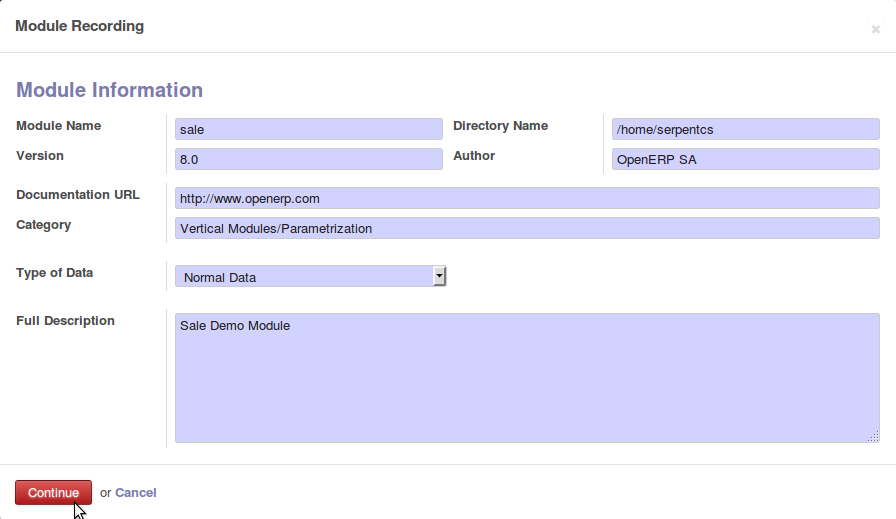 Module Recording
×
Module Information
Module Name sale Directory Name /home/serpentcs
Version 8.0 Author OpenERP SA
Documentation URL http://www.openerp.com
Category Vertical Modules/Parametrization
Type of Data Normal Data
Full Description Sale Demo Module
Continue or Cancel